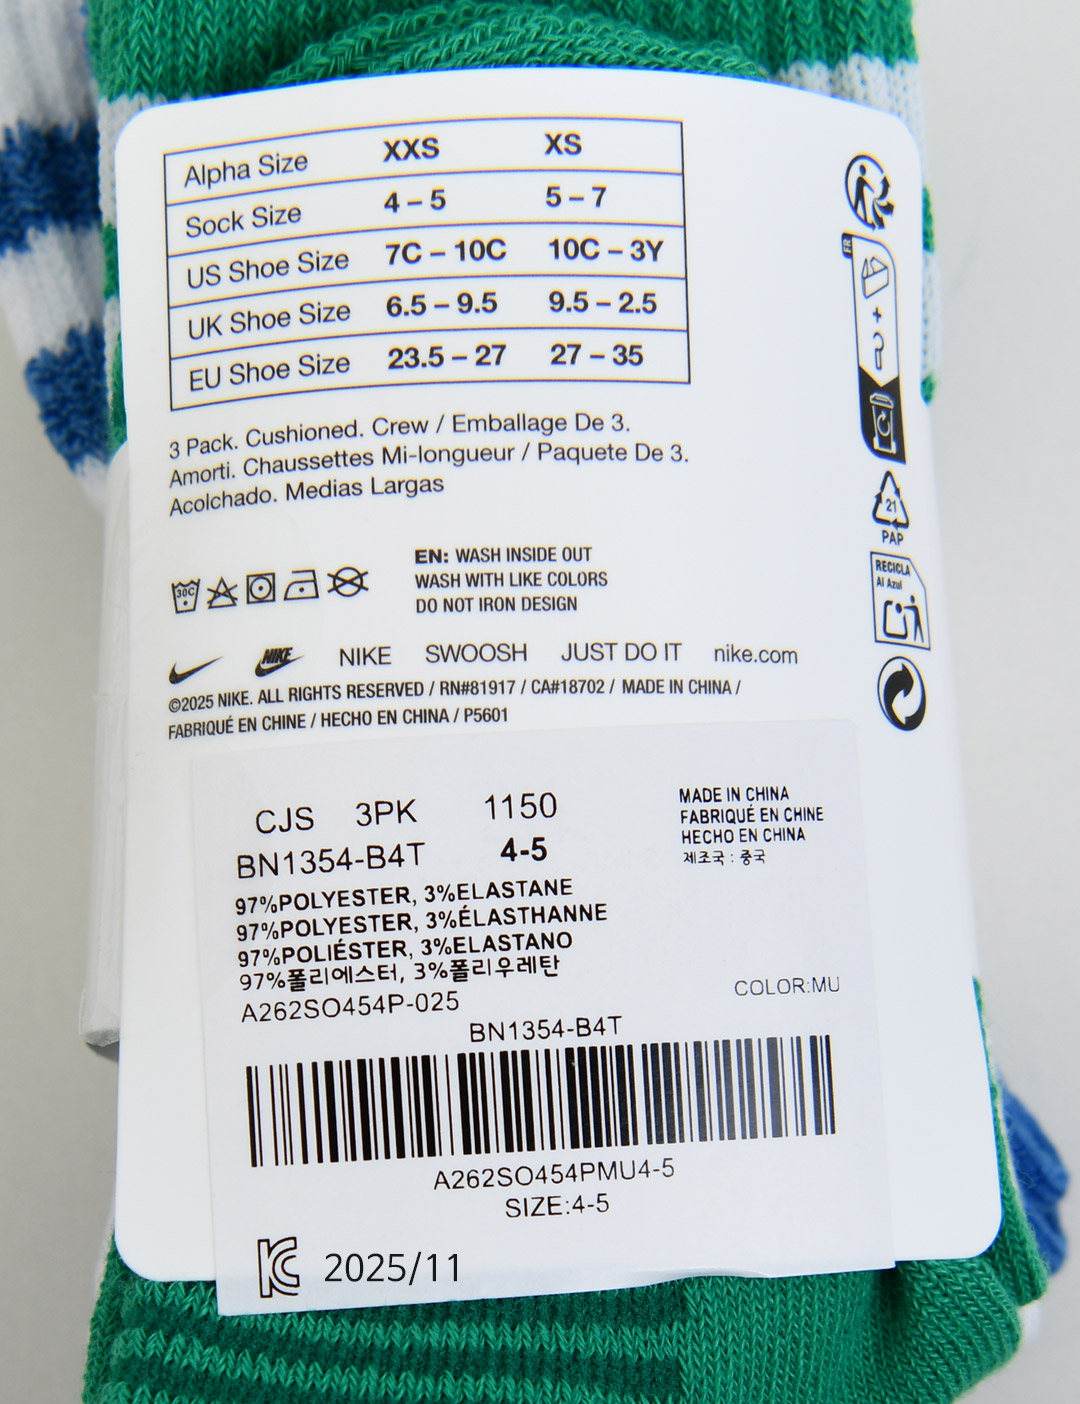 Alpha Size XXS XS
Sock Size 4 – 5 5 – 7
US Shoe Size 7C – 10C 10C – 3Y
UK Shoe Size 6.5 – 9.5 9.5 – 2.5
EU Shoe Size 23.5 – 27 27 – 35
FR
+
21
PAP
RECICLA
Al Azul
3 Pack. Cushioned. Crew / Emballage De 3.
Amorti. Chaussettes Mi-longueur / Paquete De 3.
Acolchado. Medias Largas
30C
EN: WASH INSIDE OUT
WASH WITH LIKE COLORS
DO NOT IRON DESIGN
NIKE NIKE SWOOSH JUST DO IT nike.com
©2025 NIKE. ALL RIGHTS RESERVED / RN#81917 / CA#18702 / MADE IN CHINA /
FABRIQUÉ EN CHINE / HECHO EN CHINA / P5601
CJS 3PK 1150
BN1354-B4T 4-5
MADE IN CHINA
FABRIQUÉ EN CHINE
HECHO EN CHINA
제조국 : 중국
97%POLYESTER, 3%ELASTANE
97%POLYESTER, 3%ÉLASTHANNE
97%POLIÉSTER, 3%ELASTANO
97%폴리에스터, 3%폴리우레탄
A262SO454P-025
COLOR:MU
BN1354-B4T
A262SO454PMU4-5
SIZE:4-5
KC 2025/11